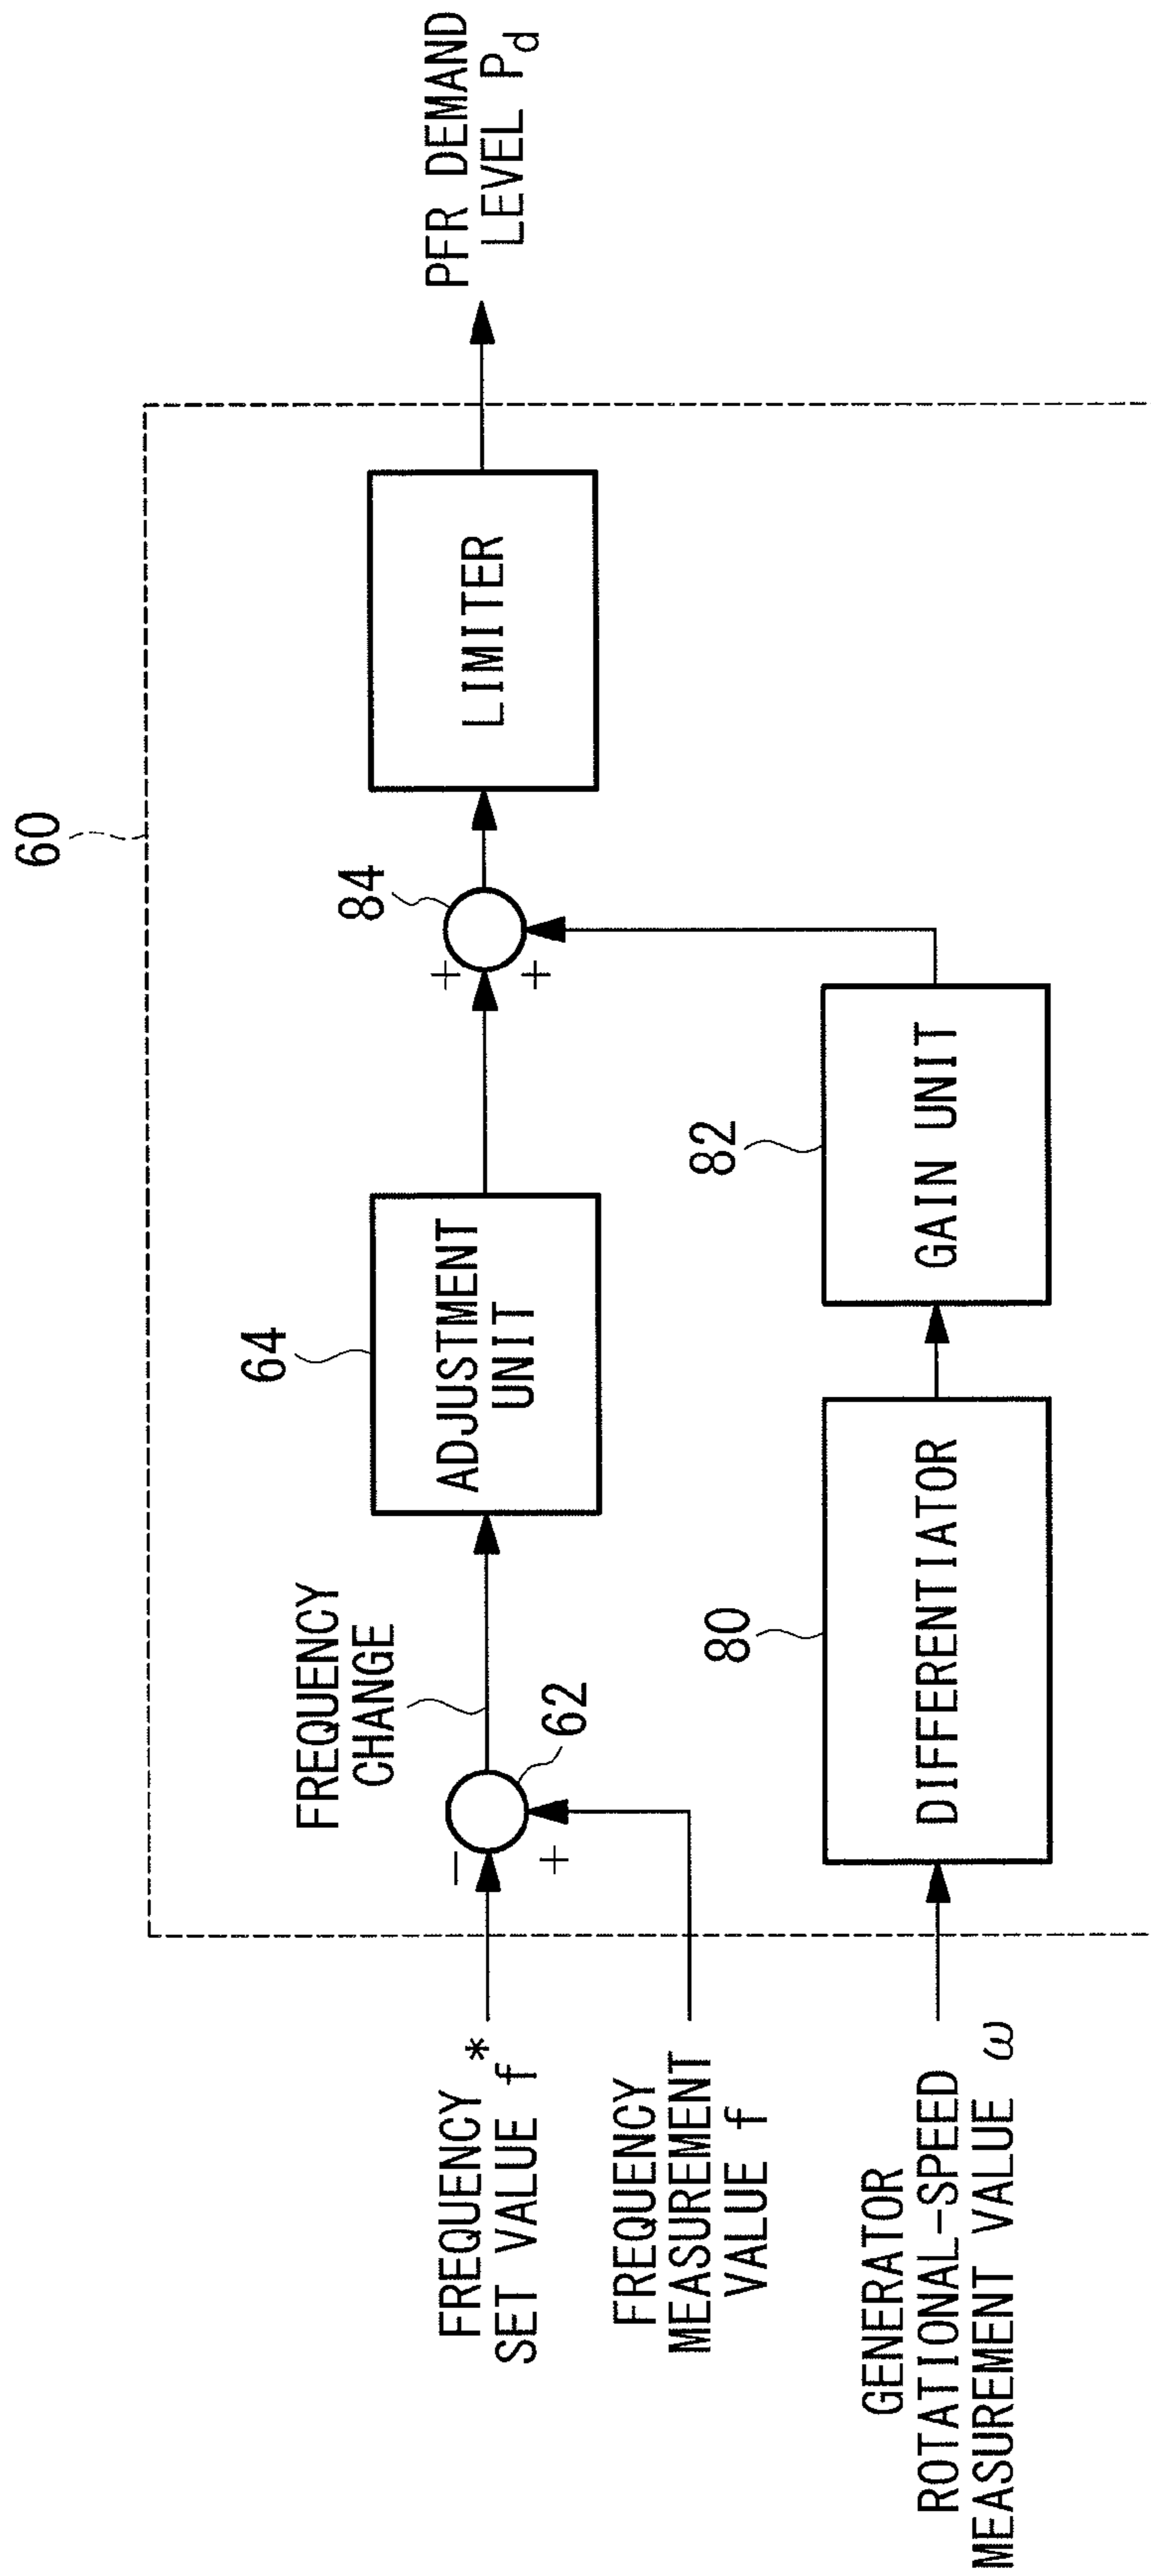 60
FREQUENCY
SET VALUE f*
−
+
62
FREQUENCY
CHANGE
64
ADJUSTMENT
UNIT
+
+
84
LIMITER
PFR DEMAND
LEVEL Pd
FREQUENCY
MEASUREMENT
VALUE f
GENERATOR
ROTATIONAL-SPEED
MEASUREMENT VALUE ω
80
DIFFERENTIATOR
82
GAIN UNIT